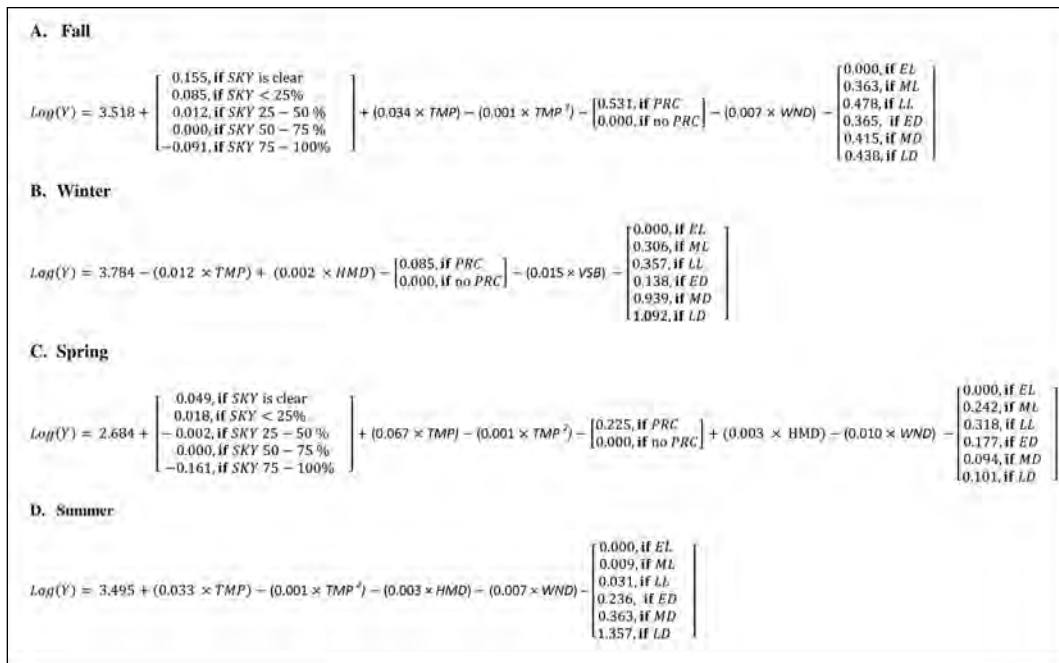 A. Fall
Log(Y) = 3.518 + [0.155, if SKY is clear
0.085, if SKY < 25%
0.012, if SKY 25 − 50 %
0.000, if SKY 50 − 75 %
−0.091, if SKY 75 − 100%] + (0.034 × TMP) − (0.001 × TMP ²) − [0.531, if PRC
0.000, if no PRC] − (0.007 × WND) − [0.000, if EL
0.363, if ML
0.478, if LL
0.365, if ED
0.415, if MD
0.438, if LD]
B. Winter
Log(Y) = 3.784 − (0.012 × TMP) + (0.002 × HMD) − [0.085, if PRC
0.000, if no PRC] − (0.015 × VSB) − [0.000, if EL
0.306, if ML
0.357, if LL
0.138, if ED
0.939, if MD
1.092, if LD]
C. Spring
Log(Y) = 2.684 + [0.049, if SKY is clear
0.018, if SKY < 25%
−0.002, if SKY 25 − 50 %
0.000, if SKY 50 − 75 %
−0.161, if SKY 75 − 100%] + (0.067 × TMP) − (0.001 × TMP ²) − [0.225, if PRC
0.000, if no PRC] + (0.003 × HMD) − (0.010 × WND) − [0.000, if EL
0.242, if ML
0.318, if LL
0.177, if ED
0.094, if MD
0.101, if LD]
D. Summer
Log(Y) = 3.495 + (0.033 × TMP) − (0.001 × TMP ²) − (0.003 × HMD) − (0.007 × WND) − [0.000, if EL
0.009, if ML
0.031, if LL
0.236, if ED
0.363, if MD
1.357, if LD]